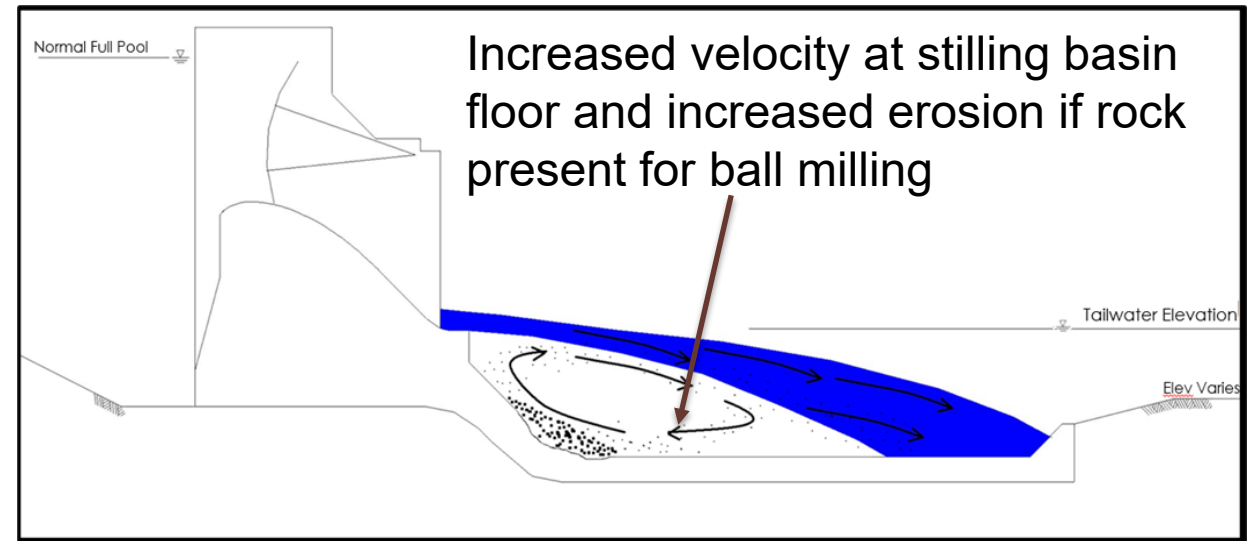 Normal Full Pool
Increased velocity at stilling basin
floor and increased erosion if rock
present for ball milling
Tailwater Elevation
Elev Varies